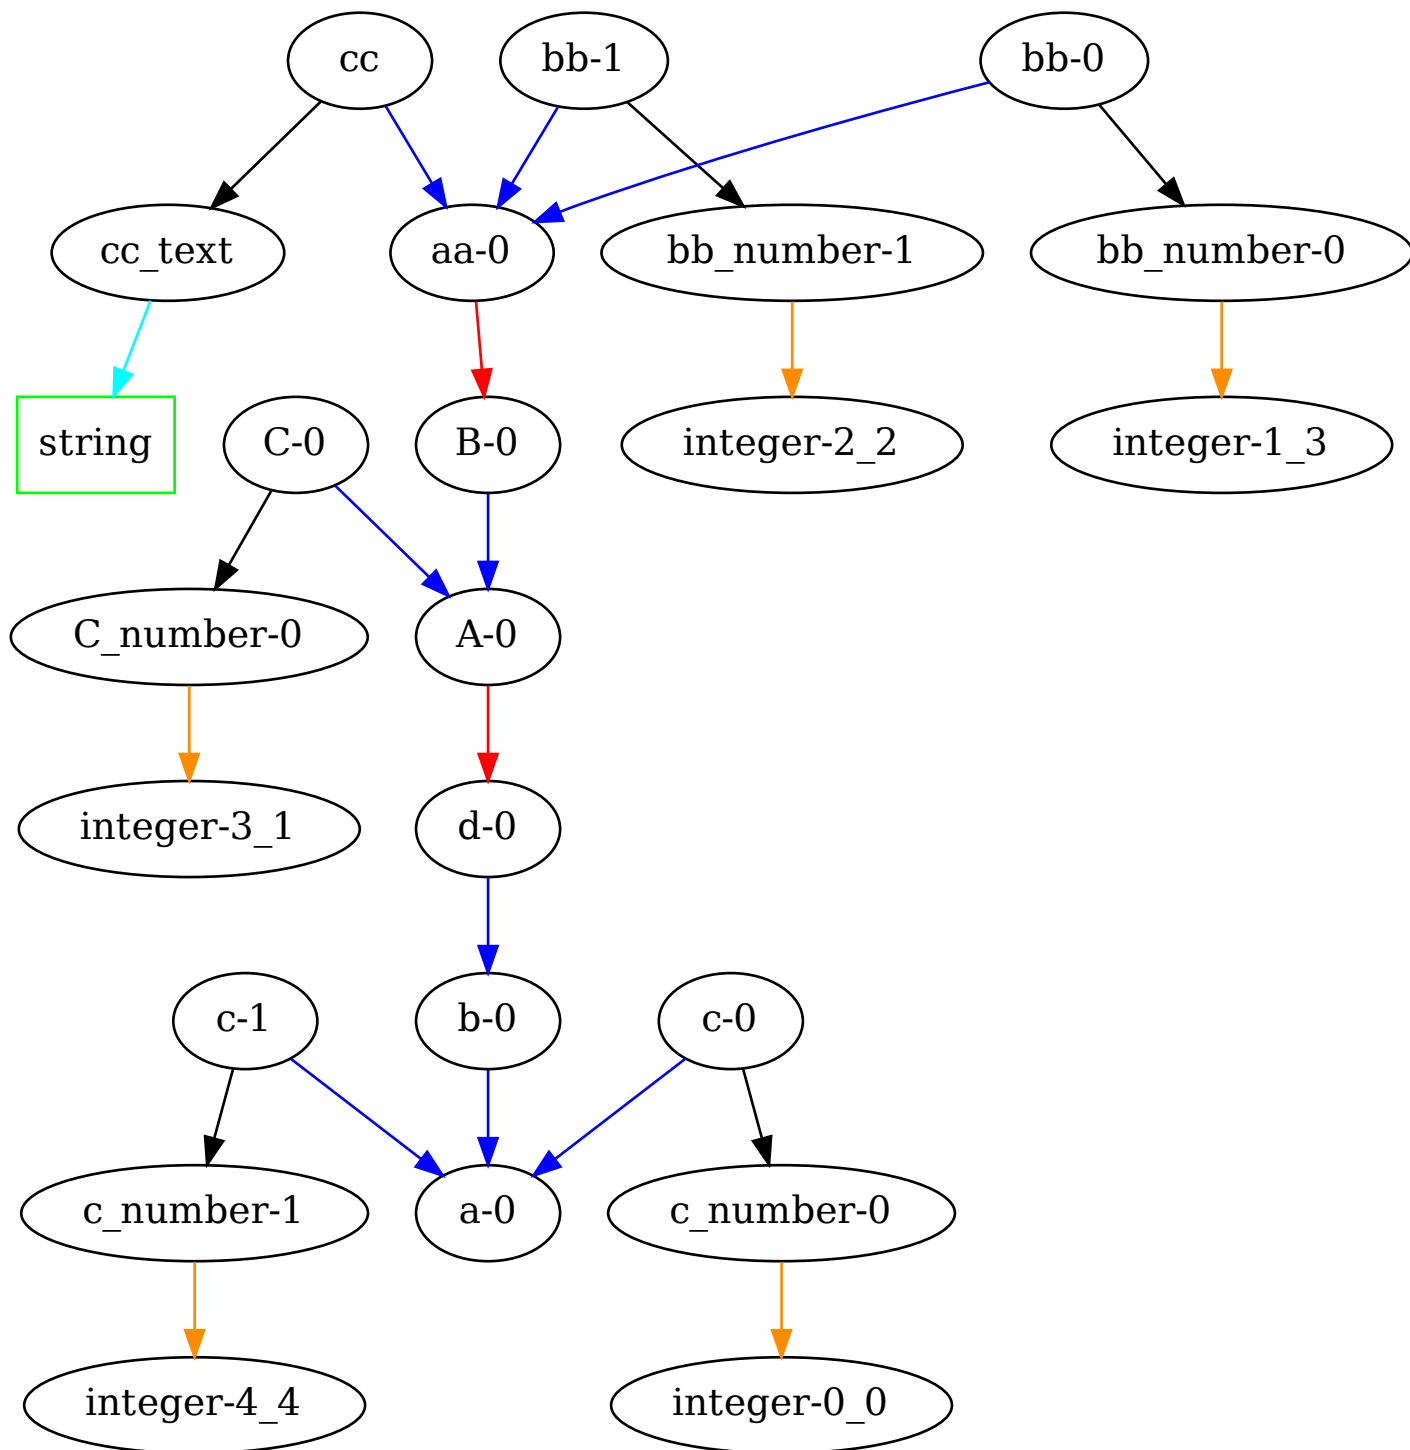 cc
bb-1
bb-0
cc_text
aa-0
bb_number-1
bb_number-0
string
C-0
B-0
integer-2_2
integer-1_3
C_number-0
A-0
integer-3_1
d-0
c-1
b-0
c-0
c_number-1
a-0
c_number-0
integer-4_4
integer-0_0